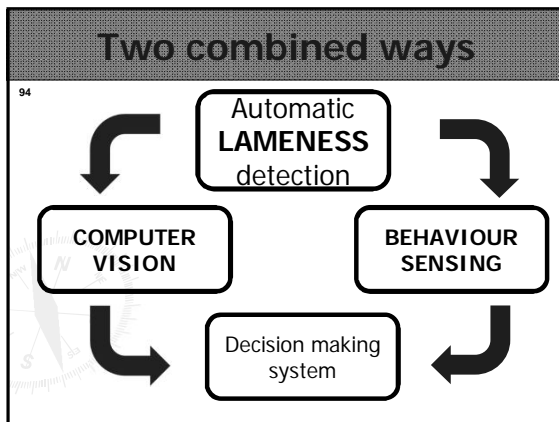 Two combined ways
94
Automatic
LAMENESS
detection
COMPUTER
VISION
BEHAVIOUR
SENSING
Decision making
system
N
S